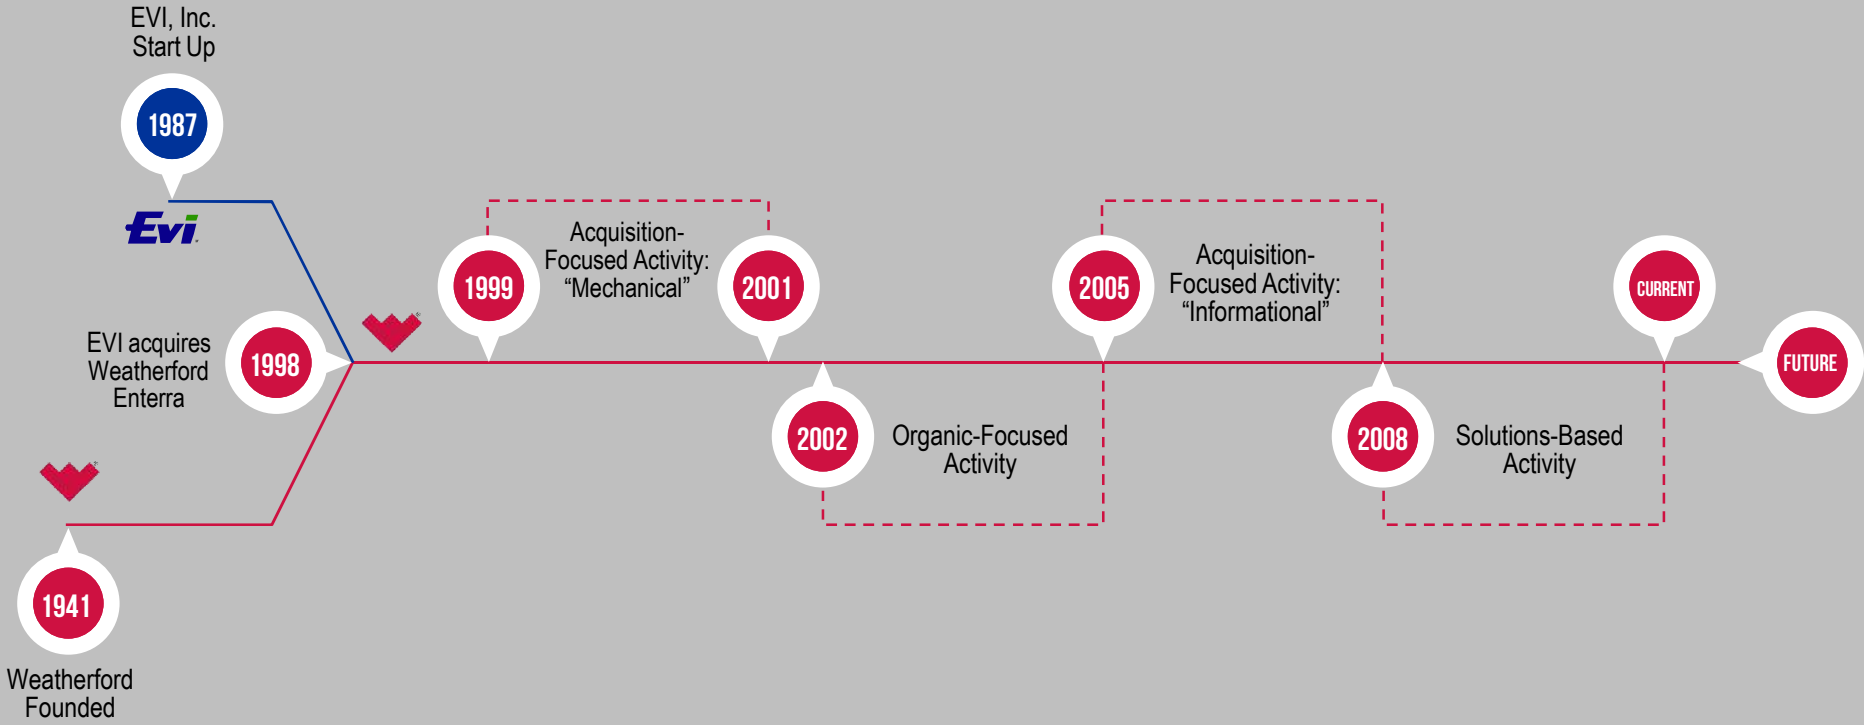 EVI, Inc.
Start Up
1987
Evi
EVI acquires
Weatherford
Enterra
1998
1941
Weatherford
Founded
1999
Acquisition-
Focused Activity:
“Mechanical”
2001
2002
Organic-Focused
Activity
2005
Acquisition-
Focused Activity:
“Informational”
2008
Solutions-Based
Activity
CURRENT
FUTURE